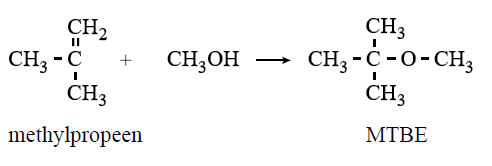 CH₂ CH₃
CH₃ - C + CH₃OH → CH₃ - C - O - CH₃
CH₃ CH₃
methylpropeen MTBE